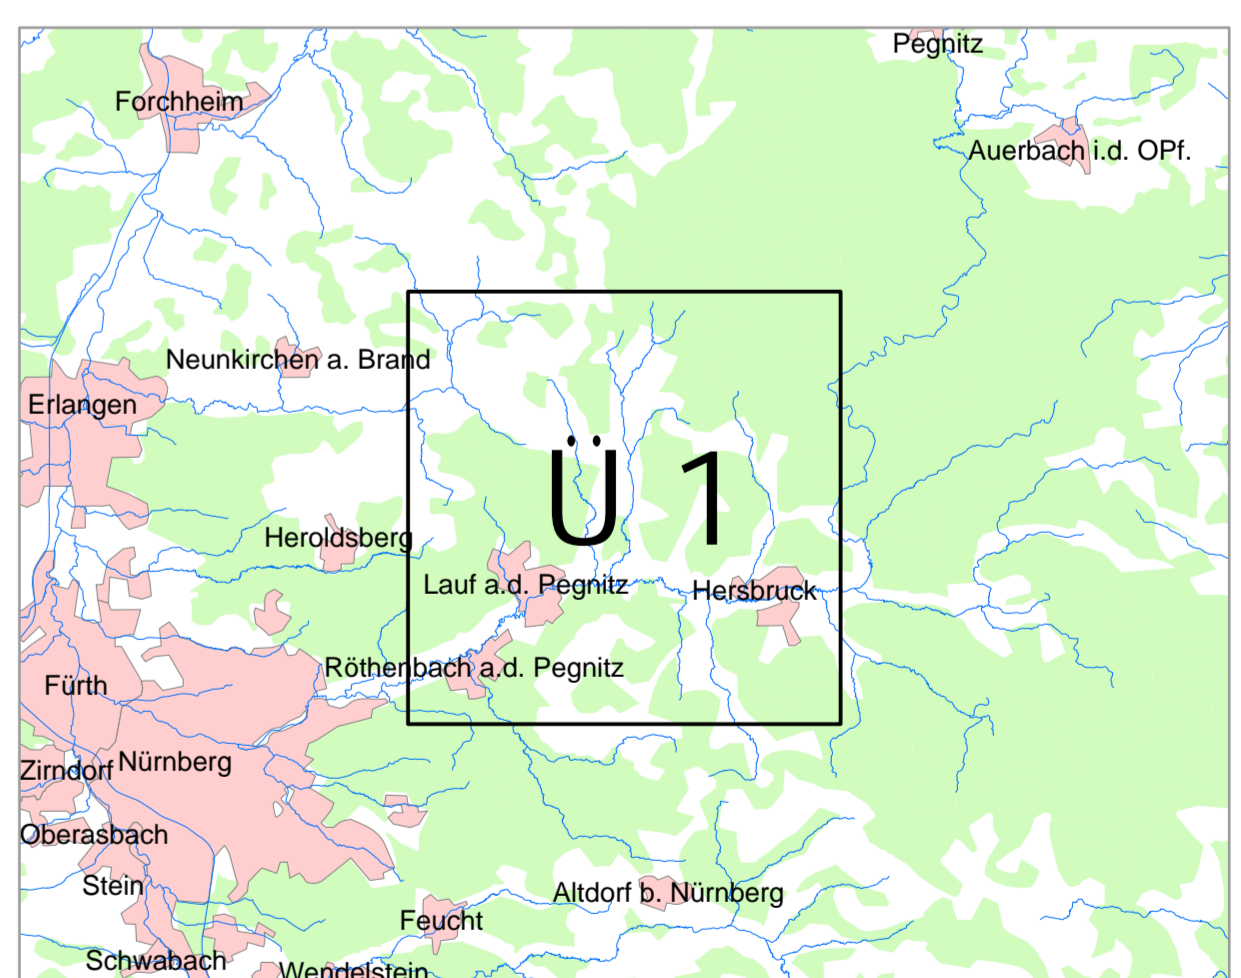 Pegnitz
Forchheim
Auerbach i.d. OPf.
Neunkirchen a. Brand
Erlangen
Ü 1
Heroldsberg
Lauf a.d. Pegnitz
Hersbruck
Röthenbach a.d. Pegnitz
Fürth
Zirndorf
Nürnberg
Oberasbach
Stein
Altdorf b. Nürnberg
Feucht
Schwabach
Wendelstein